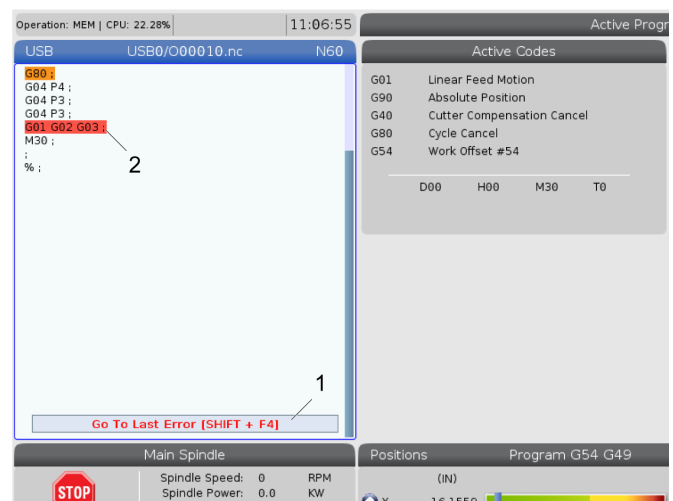 Operation: MEM | CPU: 22.28%
11:06:55
Active Progr
USB USB0/O00010.nc N60
G80 ;
G04 P4 ;
G04 P3 ;
G04 P3 ;
G01 G02 G03 ;
M30 ;
;
% ;
2
1
Go To Last Error [SHIFT + F4]
Active Codes
G01 Linear Feed Motion
G90 Absolute Position
G40 Cutter Compensation Cancel
G80 Cycle Cancel
G54 Work Offset #54
D00 H00 M30 T0
Main Spindle
STOP
Spindle Speed: 0 RPM
Spindle Power: 0.0 KW
Positions Program G54 G49
(IN)